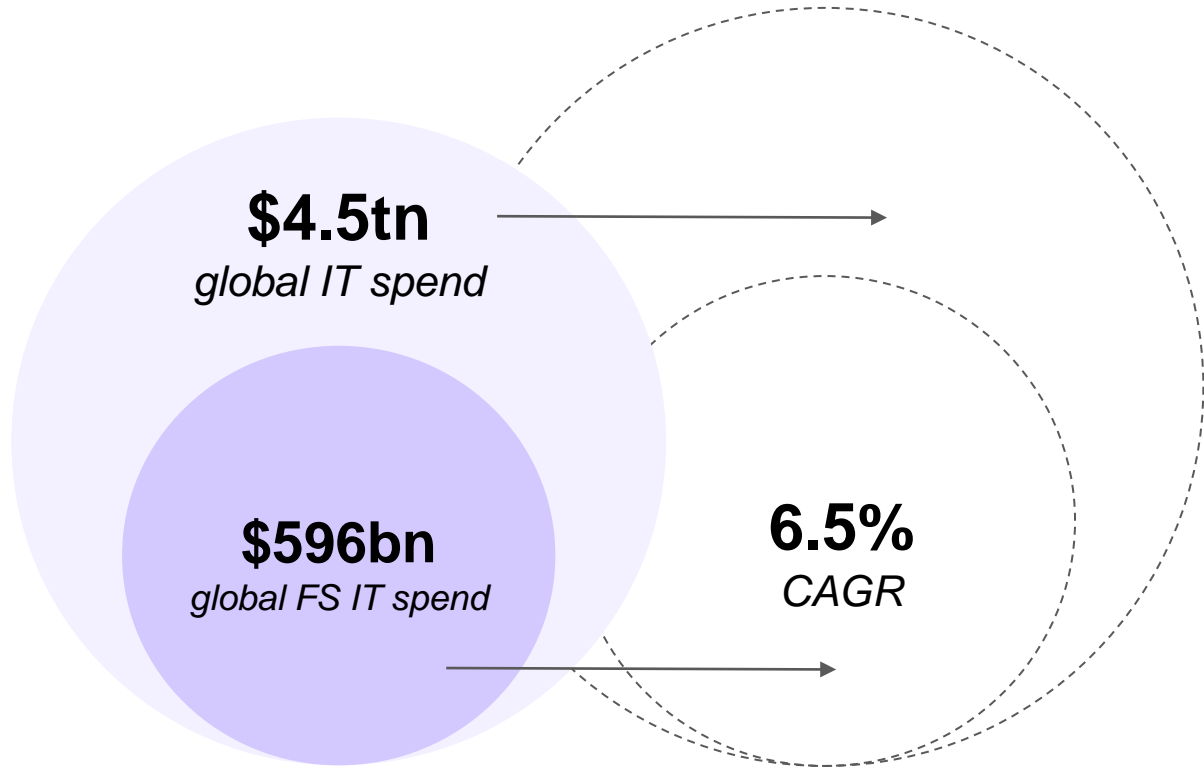 $4.5tn
global IT spend
$596bn
global FS IT spend
6.5%
CAGR